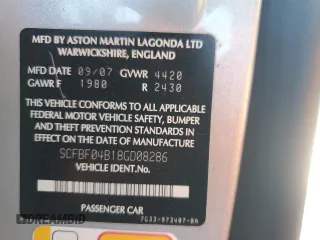 MFD BY ASTON MARTIN LAGONDA LTD
WARWICKSHIRE, ENGLAND
MFD DATE 09/07 GVWR 4420
GAWR F 1980 R 2430
THIS VEHICLE CONFORMS TO ALL APPLICABLE
FEDERAL MOTOR VEHICLE SAFETY, BUMPER
AND THEFT PREVENTION STANDARDS IN
EFFECT ON THE DATE OF MANUFACTURE
SCFBF04B18GD08286
VEHICLE IDENT.NO.
PASSENGER CAR
7G33-973407-BA
DREAMBID